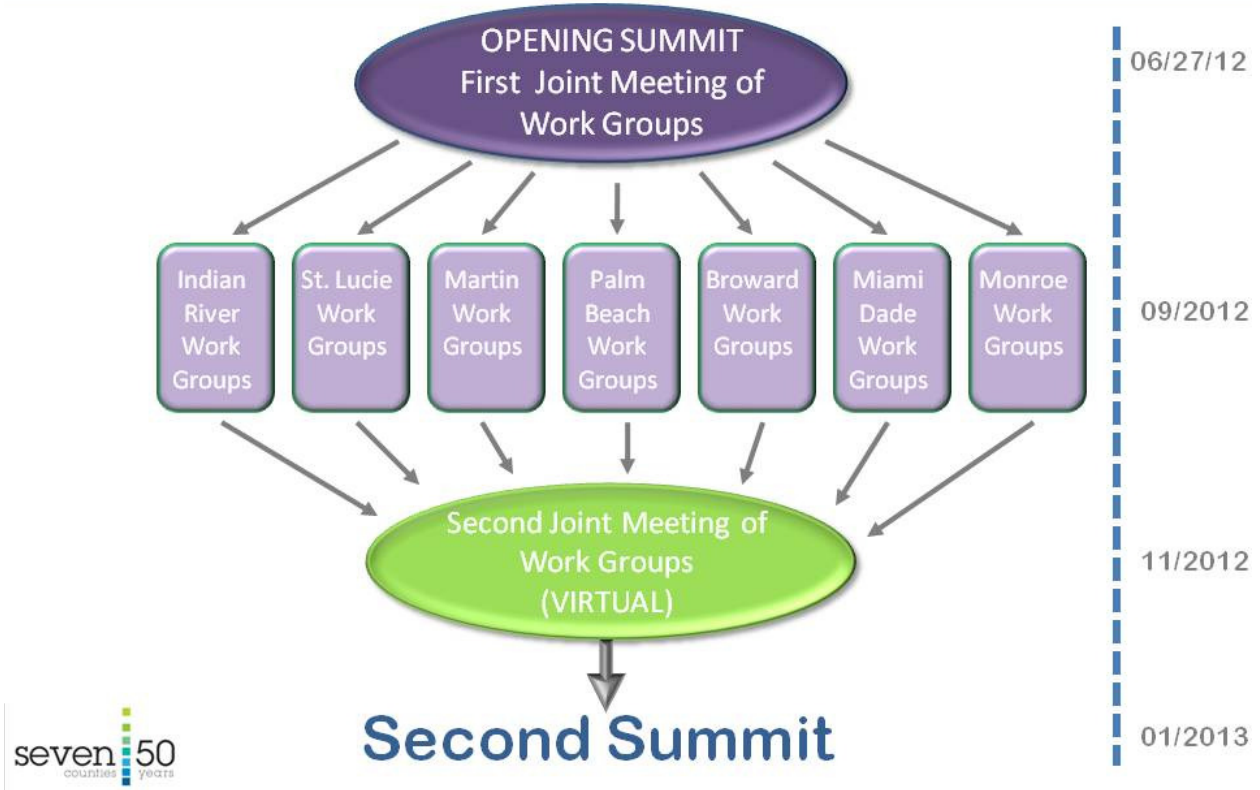 OPENING SUMMIT
First Joint Meeting of
Work Groups
06/27/12
Indian
River
Work
Groups
St. Lucie
Work
Groups
Martin
Work
Groups
Palm
Beach
Work
Groups
Broward
Work
Groups
Miami
Dade
Work
Groups
Monroe
Work
Groups
09/2012
Second Joint Meeting of
Work Groups
(VIRTUAL)
11/2012
Second Summit
01/2013
seven 50
counties years